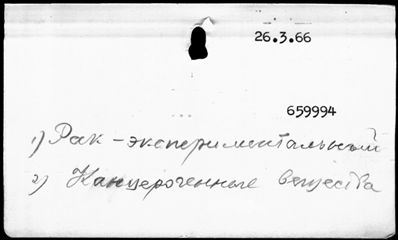 26.3.66
659994
1) Рак - экспериментальный
2) Канцерогенные вещества